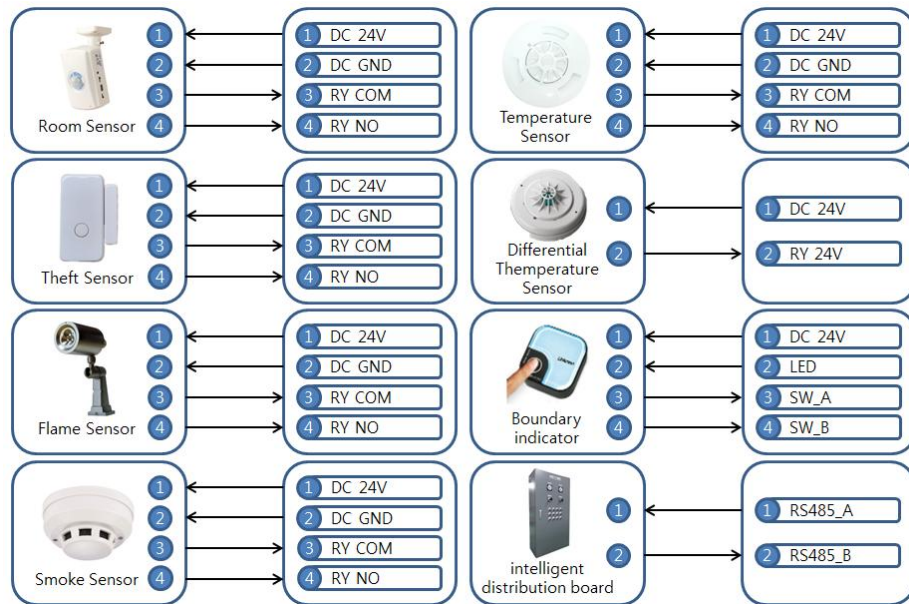 1
2
3
4
Room Sensor
1 DC 24V
2 DC GND
3 RY COM
4 RY NO
1
2
3
4
Temperature
Sensor
1 DC 24V
2 DC GND
3 RY COM
4 RY NO
1
2
3
4
Theft Sensor
1 DC 24V
2 DC GND
3 RY COM
4 RY NO
1
2
Differential
Themperature
Sensor
1 DC 24V
2 RY 24V
1
2
3
4
Flame Sensor
1 DC 24V
2 DC GND
3 RY COM
4 RY NO
1
2
3
4
Boundary
indicator
1 DC 24V
2 LED
3 SW_A
4 SW_B
1
2
3
4
Smoke Sensor
1 DC 24V
2 DC GND
3 RY COM
4 RY NO
1
2
intelligent
distribution board
1 RS485_A
2 RS485_B